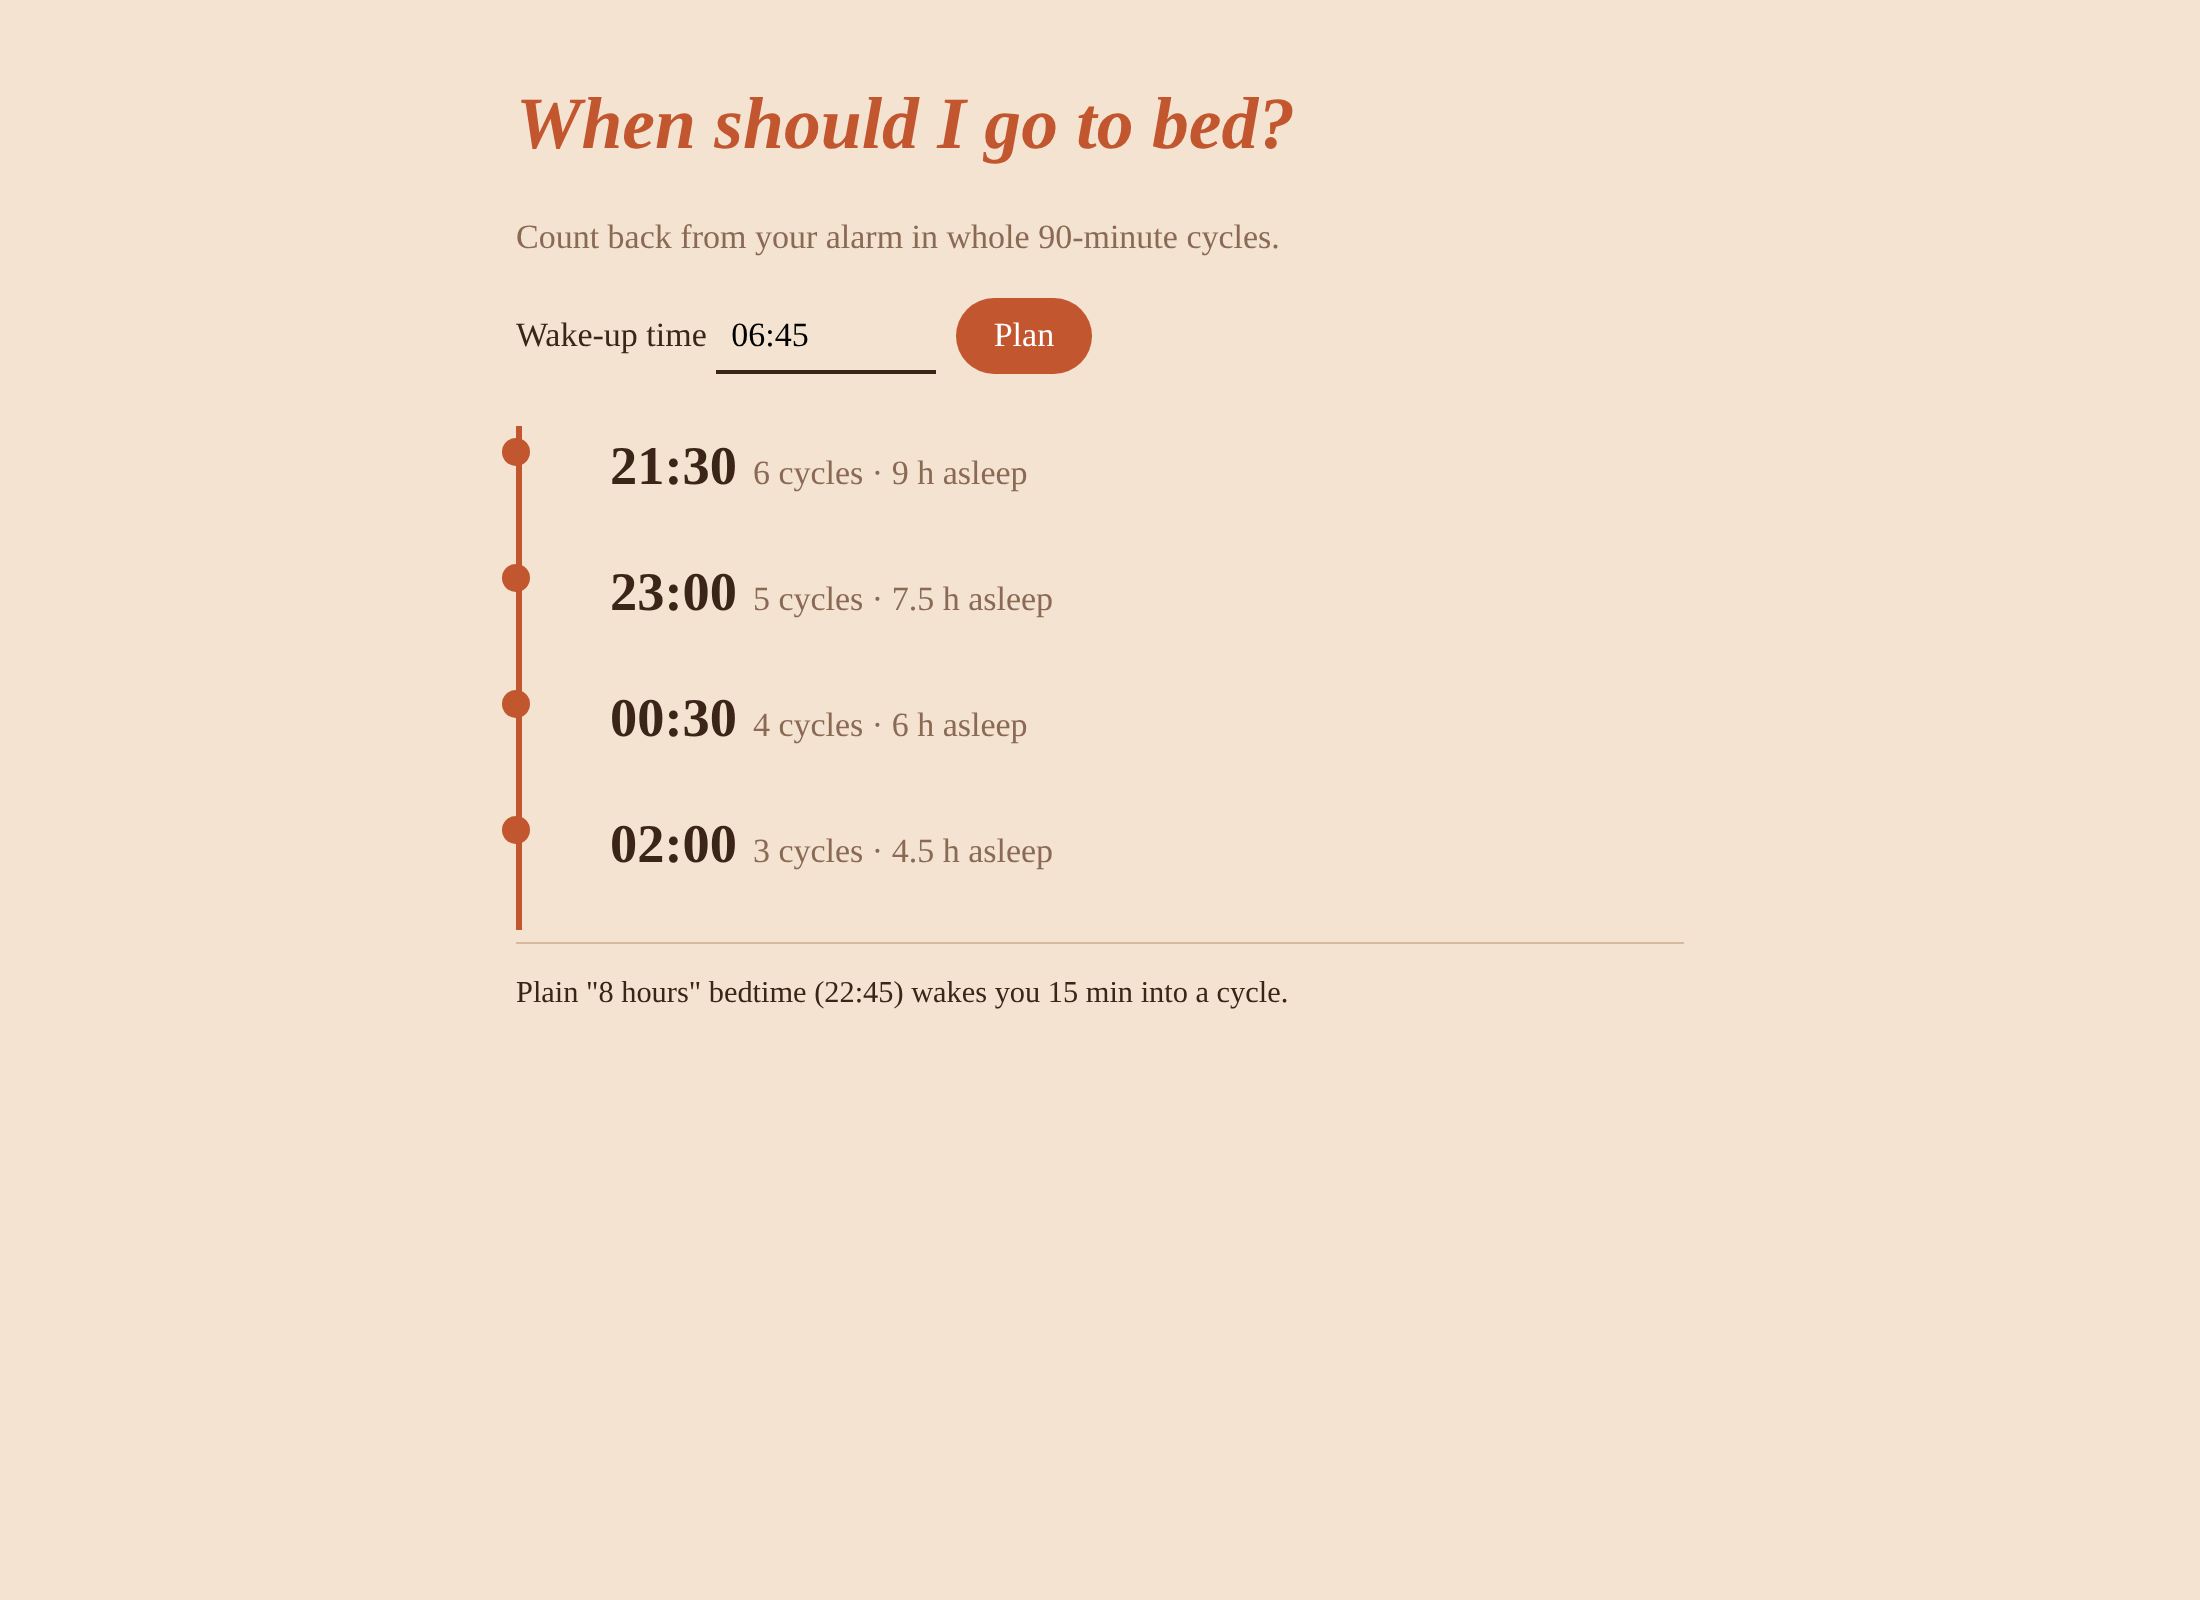 When should I go to bed?
Count back from your alarm in whole 90-minute cycles.
Wake-up time 06:45 Plan
21:30 6 cycles · 9 h asleep
23:00 5 cycles · 7.5 h asleep
00:30 4 cycles · 6 h asleep
02:00 3 cycles · 4.5 h asleep
Plain "8 hours" bedtime (22:45) wakes you 15 min into a cycle.